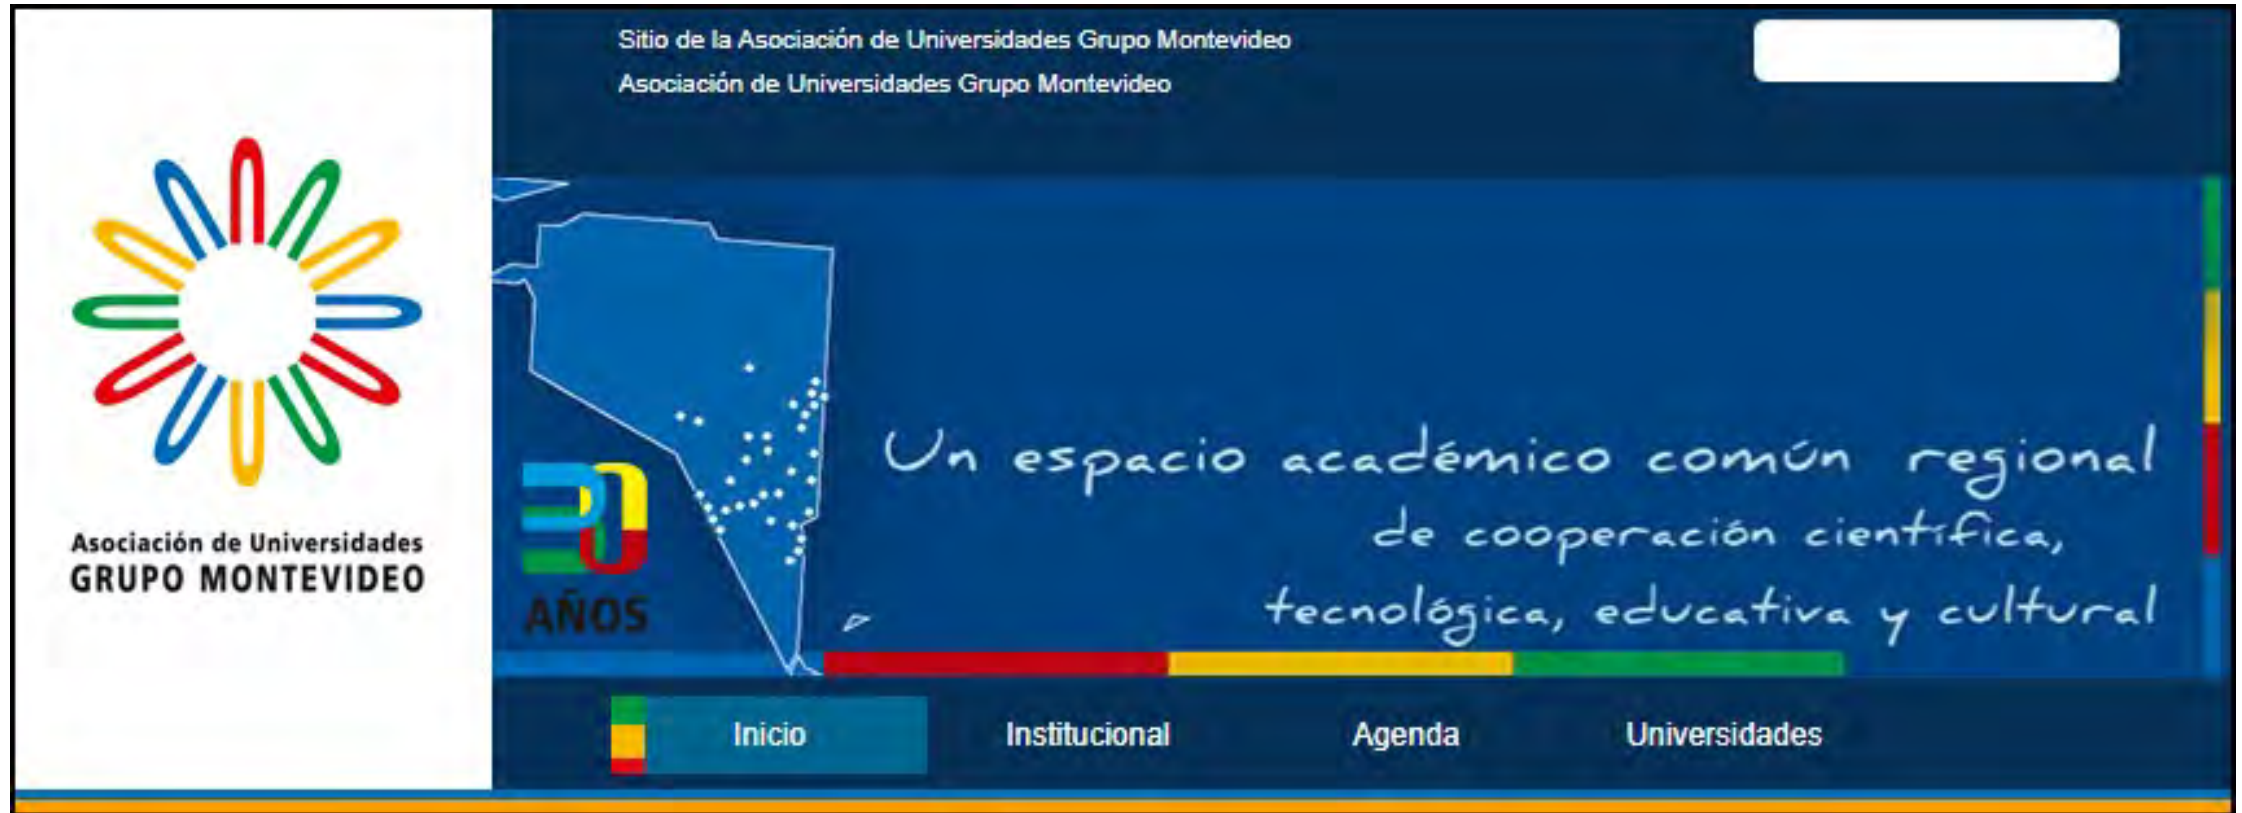 Sitio de la Asociación de Universidades Grupo Montevideo
Asociación de Universidades Grupo Montevideo
Asociación de Universidades
GRUPO MONTEVIDEO
30
AÑOS
Un espacio académico común regional
de cooperación científica,
tecnológica, educativa y cultural
Inicio
Institucional
Agenda
Universidades